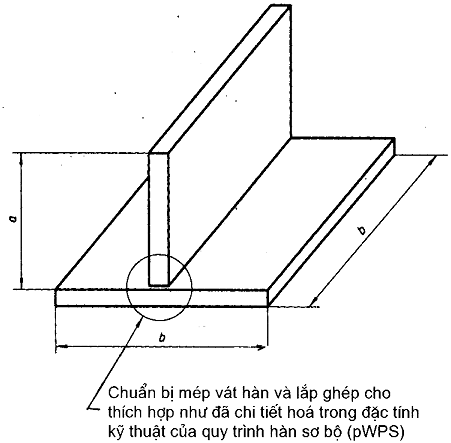 a
b
b
Chuẩn bị mép vát hàn và lắp ghép cho
thích hợp như đã chi tiết hoá trong đặc tính
kỹ thuật của quy trình hàn sơ bộ (pWPS)